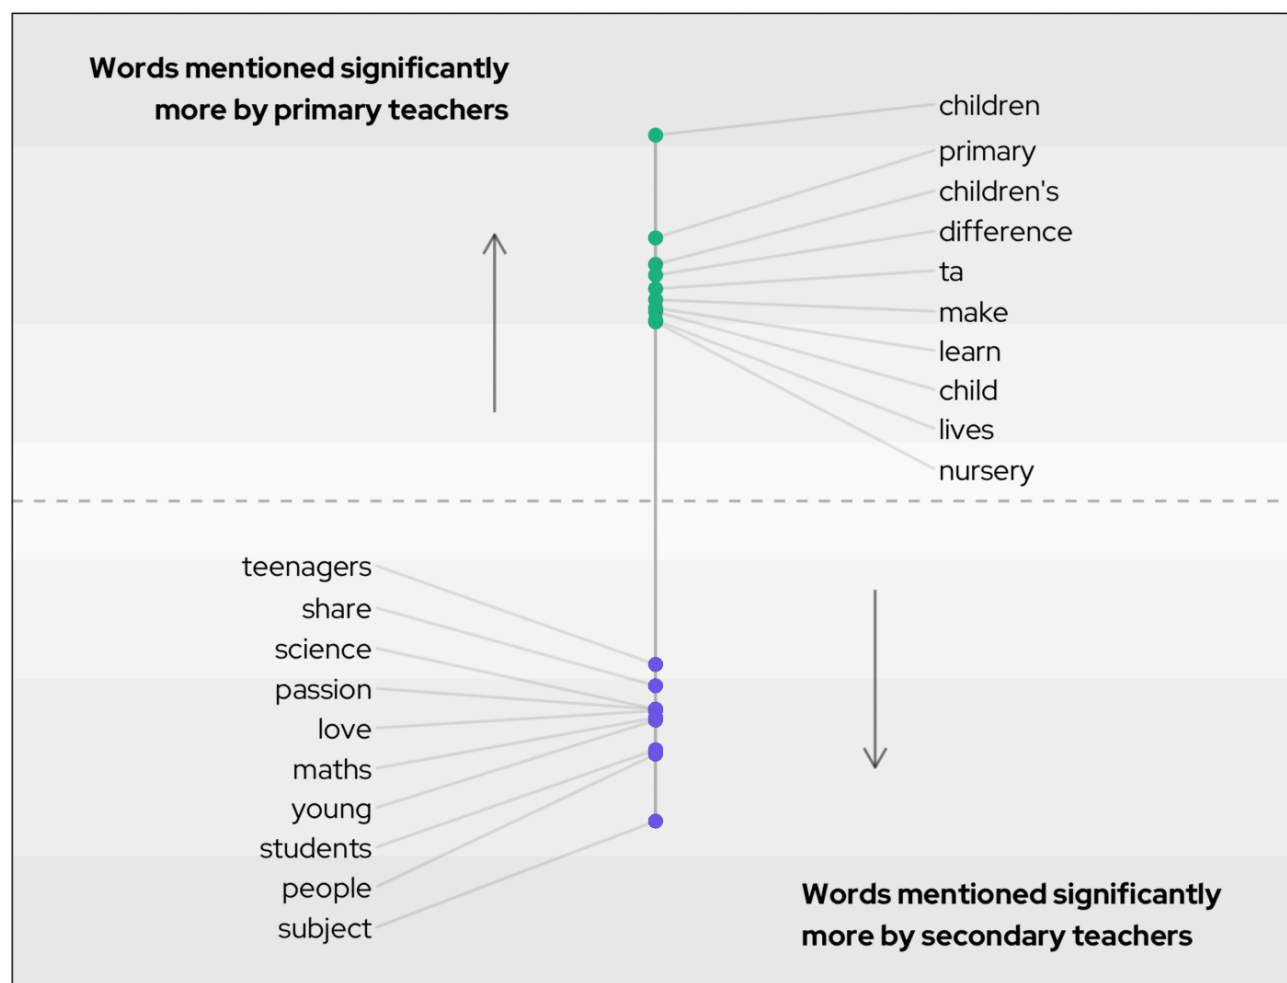 Words mentioned significantly
more by primary teachers
children
primary
children's
difference
ta
make
learn
child
lives
nursery
teenagers
share
science
passion
love
maths
young
students
people
subject
Words mentioned significantly
more by secondary teachers